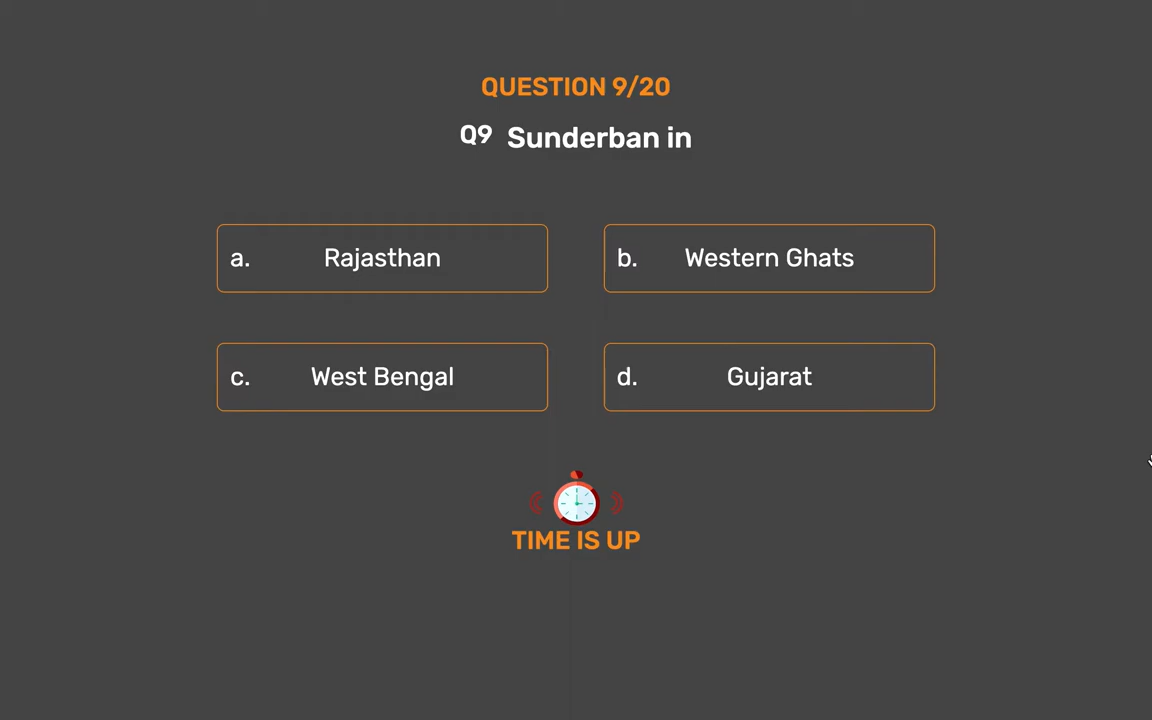 QUESTION 9/20
Q9 Sunderban in
a. Rajasthan
b. Western Ghats
c. West Bengal
d. Gujarat
TIME IS UP